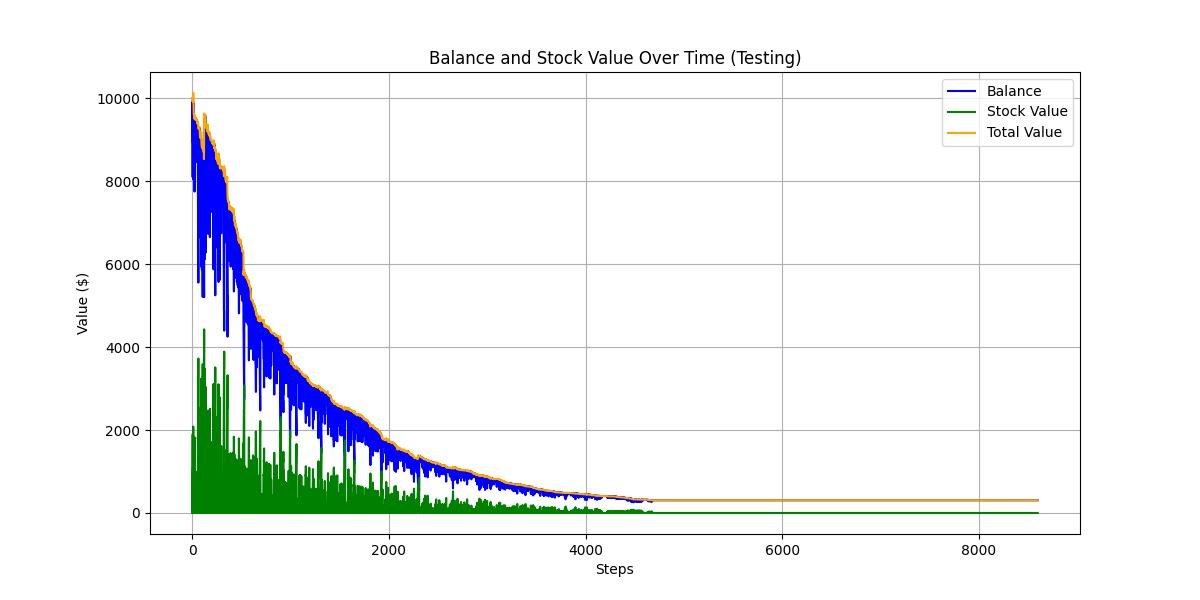 Balance and Stock Value Over Time (Testing)
Balance
Stock Value
Total Value
10000
8000
6000
4000
2000
0
Value ($)
0 2000 4000 6000 8000
Steps